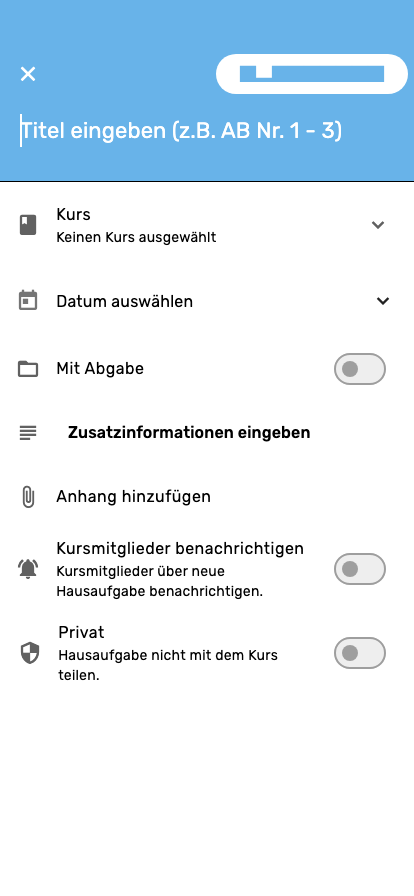 Titel eingeben (z.B. AB Nr. 1 - 3)
Kurs
Keinen Kurs ausgewählt
Datum auswählen
Mit Abgabe
Zusatzinformationen eingeben
Anhang hinzufügen
Kursmitglieder benachrichtigen
Kursmitglieder über neue
Hausaufgabe benachrichtigen.
Privat
Hausaufgabe nicht mit dem Kurs
teilen.